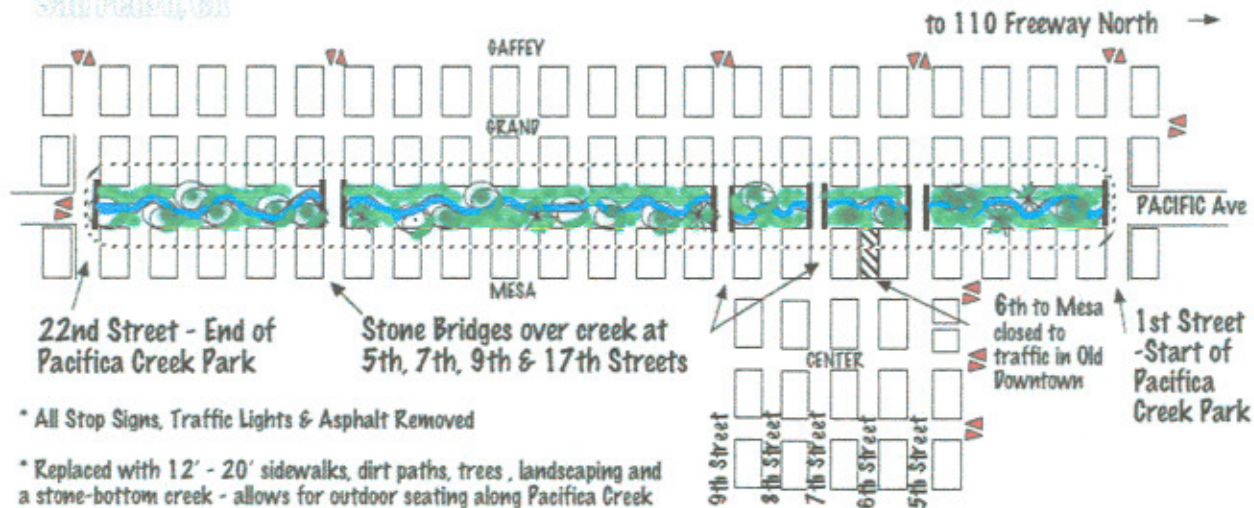 to 110 Freeway North
GAFFEY
GRAND
PACIFIC Ave
MESA
22nd Street - End of
Pacifica Creek Park
Stone Bridges over creek at
5th, 7th, 9th & 17th Streets
6th to Mesa
closed to
traffic in Old
Downtown
1st Street
-Start of
Pacifica
Creek Park
CENTER
* All Stop Signs, Traffic Lights & Asphalt Removed
* Replaced with 12' - 20' sidewalks, dirt paths, trees , landscaping and
a stone-bottom creek - allows for outdoor seating along Pacifica Creek
9th Street
8th Street
7th Street
6th Street
5th Street